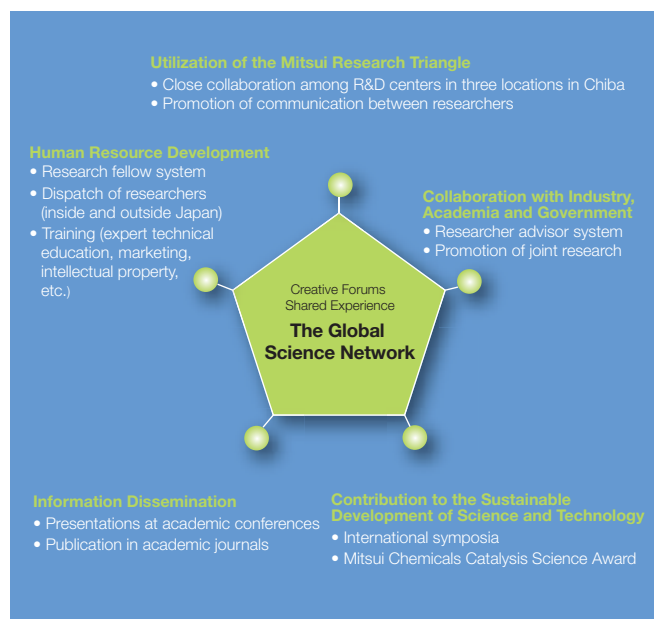 Utilization of the Mitsui Research Triangle
• Close collaboration among R&D centers in three locations in Chiba
• Promotion of communication between researchers
Human Resource Development
• Research fellow system
• Dispatch of researchers
(inside and outside Japan)
• Training (expert technical
education, marketing,
intellectual property,
etc.)
Collaboration with Industry,
Academia and Government
• Researcher advisor system
• Promotion of joint research
Creative Forums
Shared Experience
The Global
Science Network
Information Dissemination
• Presentations at academic conferences
• Publication in academic journals
Contribution to the Sustainable
Development of Science and Technology
• International symposia
• Mitsui Chemicals Catalysis Science Award